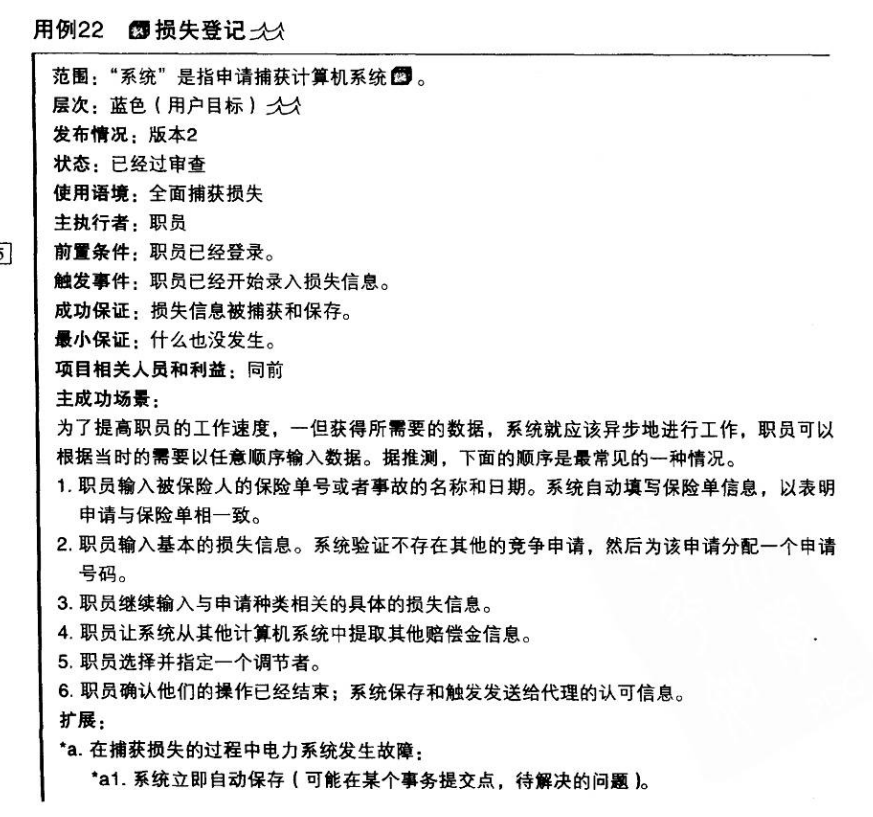 用例22 损失登记
范围：“系统”是指申请捕获计算机系统。
层次：蓝色（用户目标）
发布情况：版本2
状态：已经过审查
使用语境：全面捕获损失
主执行者：职员
5
前置条件：职员已经登录。
触发事件：职员已经开始录入损失信息。
成功保证：损失信息被捕获和保存。
最小保证：什么也没发生。
项目相关人员和利益：同前
主成功场景：
为了提高职员的工作速度，一但获得所需要的数据，系统就应该异步地进行工作，职员可以
根据当时的需要以任意顺序输入数据。据推测，下面的顺序是最常见的一种情况。
1. 职员输入被保险人的保险单号或者事故的名称和日期。系统自动填写保险单信息，以表明
申请与保险单相一致。
2. 职员输入基本的损失信息。系统验证不存在其他的竞争申请，然后为该申请分配一个申请
号码。
3. 职员继续输入与申请种类相关的具体的损失信息。
4. 职员让系统从其他计算机系统中提取其他赔偿金信息。
5. 职员选择并指定一个调节者。
6. 职员确认他们的操作已经结束；系统保存和触发发送给代理的认可信息。
扩展：
*a. 在捕获损失的过程中电力系统发生故障：
*a1. 系统立即自动保存（可能在某个事务提交点，待解决的问题）。